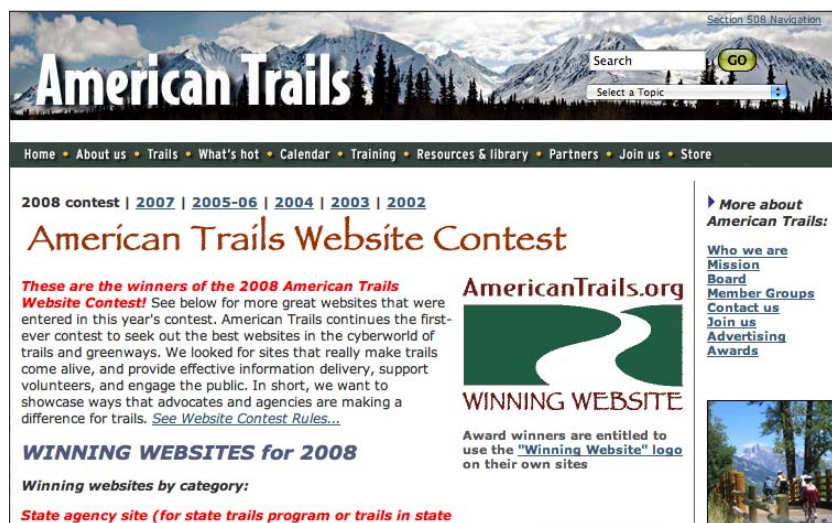 Section 508 Navigation
American Trails
Search
GO
Select a Topic
Home • About us • Trails • What's hot • Calendar • Training • Resources & library • Partners • Join us • Store
2008 contest | 2007 | 2005-06 | 2004 | 2003 | 2002
American Trails Website Contest
These are the winners of the 2008 American Trails
Website Contest! See below for more great websites that were
entered in this year's contest. American Trails continues the first-
ever contest to seek out the best websites in the cyberworld of
trails and greenways. We looked for sites that really make trails
come alive, and provide effective information delivery, support
volunteers, and engage the public. In short, we want to
showcase ways that advocates and agencies are making a
difference for trails. See Website Contest Rules...
WINNING WEBSITES for 2008
Winning websites by category:
State agency site (for state trails program or trails in state
AmericanTrails.org
WINNING WEBSITE
Award winners are entitled to
use the "Winning Website" logo
on their own sites
More about
American Trails:
Who we are
Mission
Board
Member Groups
Contact us
Join us
Advertising
Awards